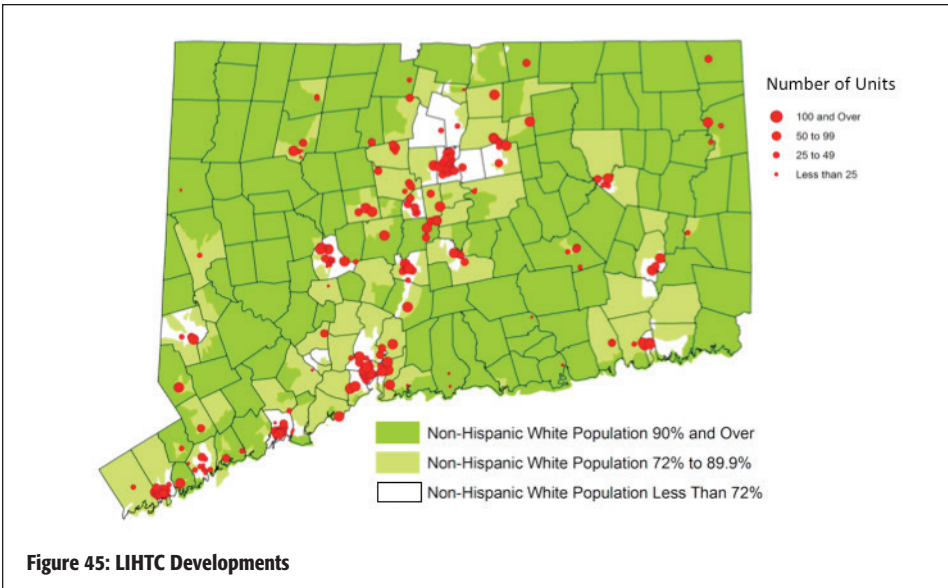 Number of Units
100 and Over
50 to 99
25 to 49
Less than 25
Non-Hispanic White Population 90% and Over
Non-Hispanic White Population 72% to 89.9%
Non-Hispanic White Population Less Than 72%
Figure 45: LIHTC Developments